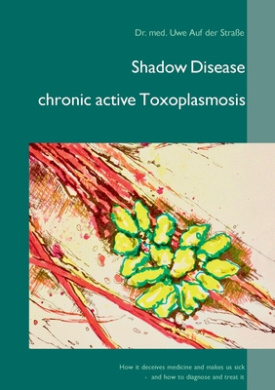 Dr. med. Uwe Auf der Straße
Shadow Disease
chronic active Toxoplasmosis
How it deceives medicine and makes us sick
– and how to diagnose and treat it